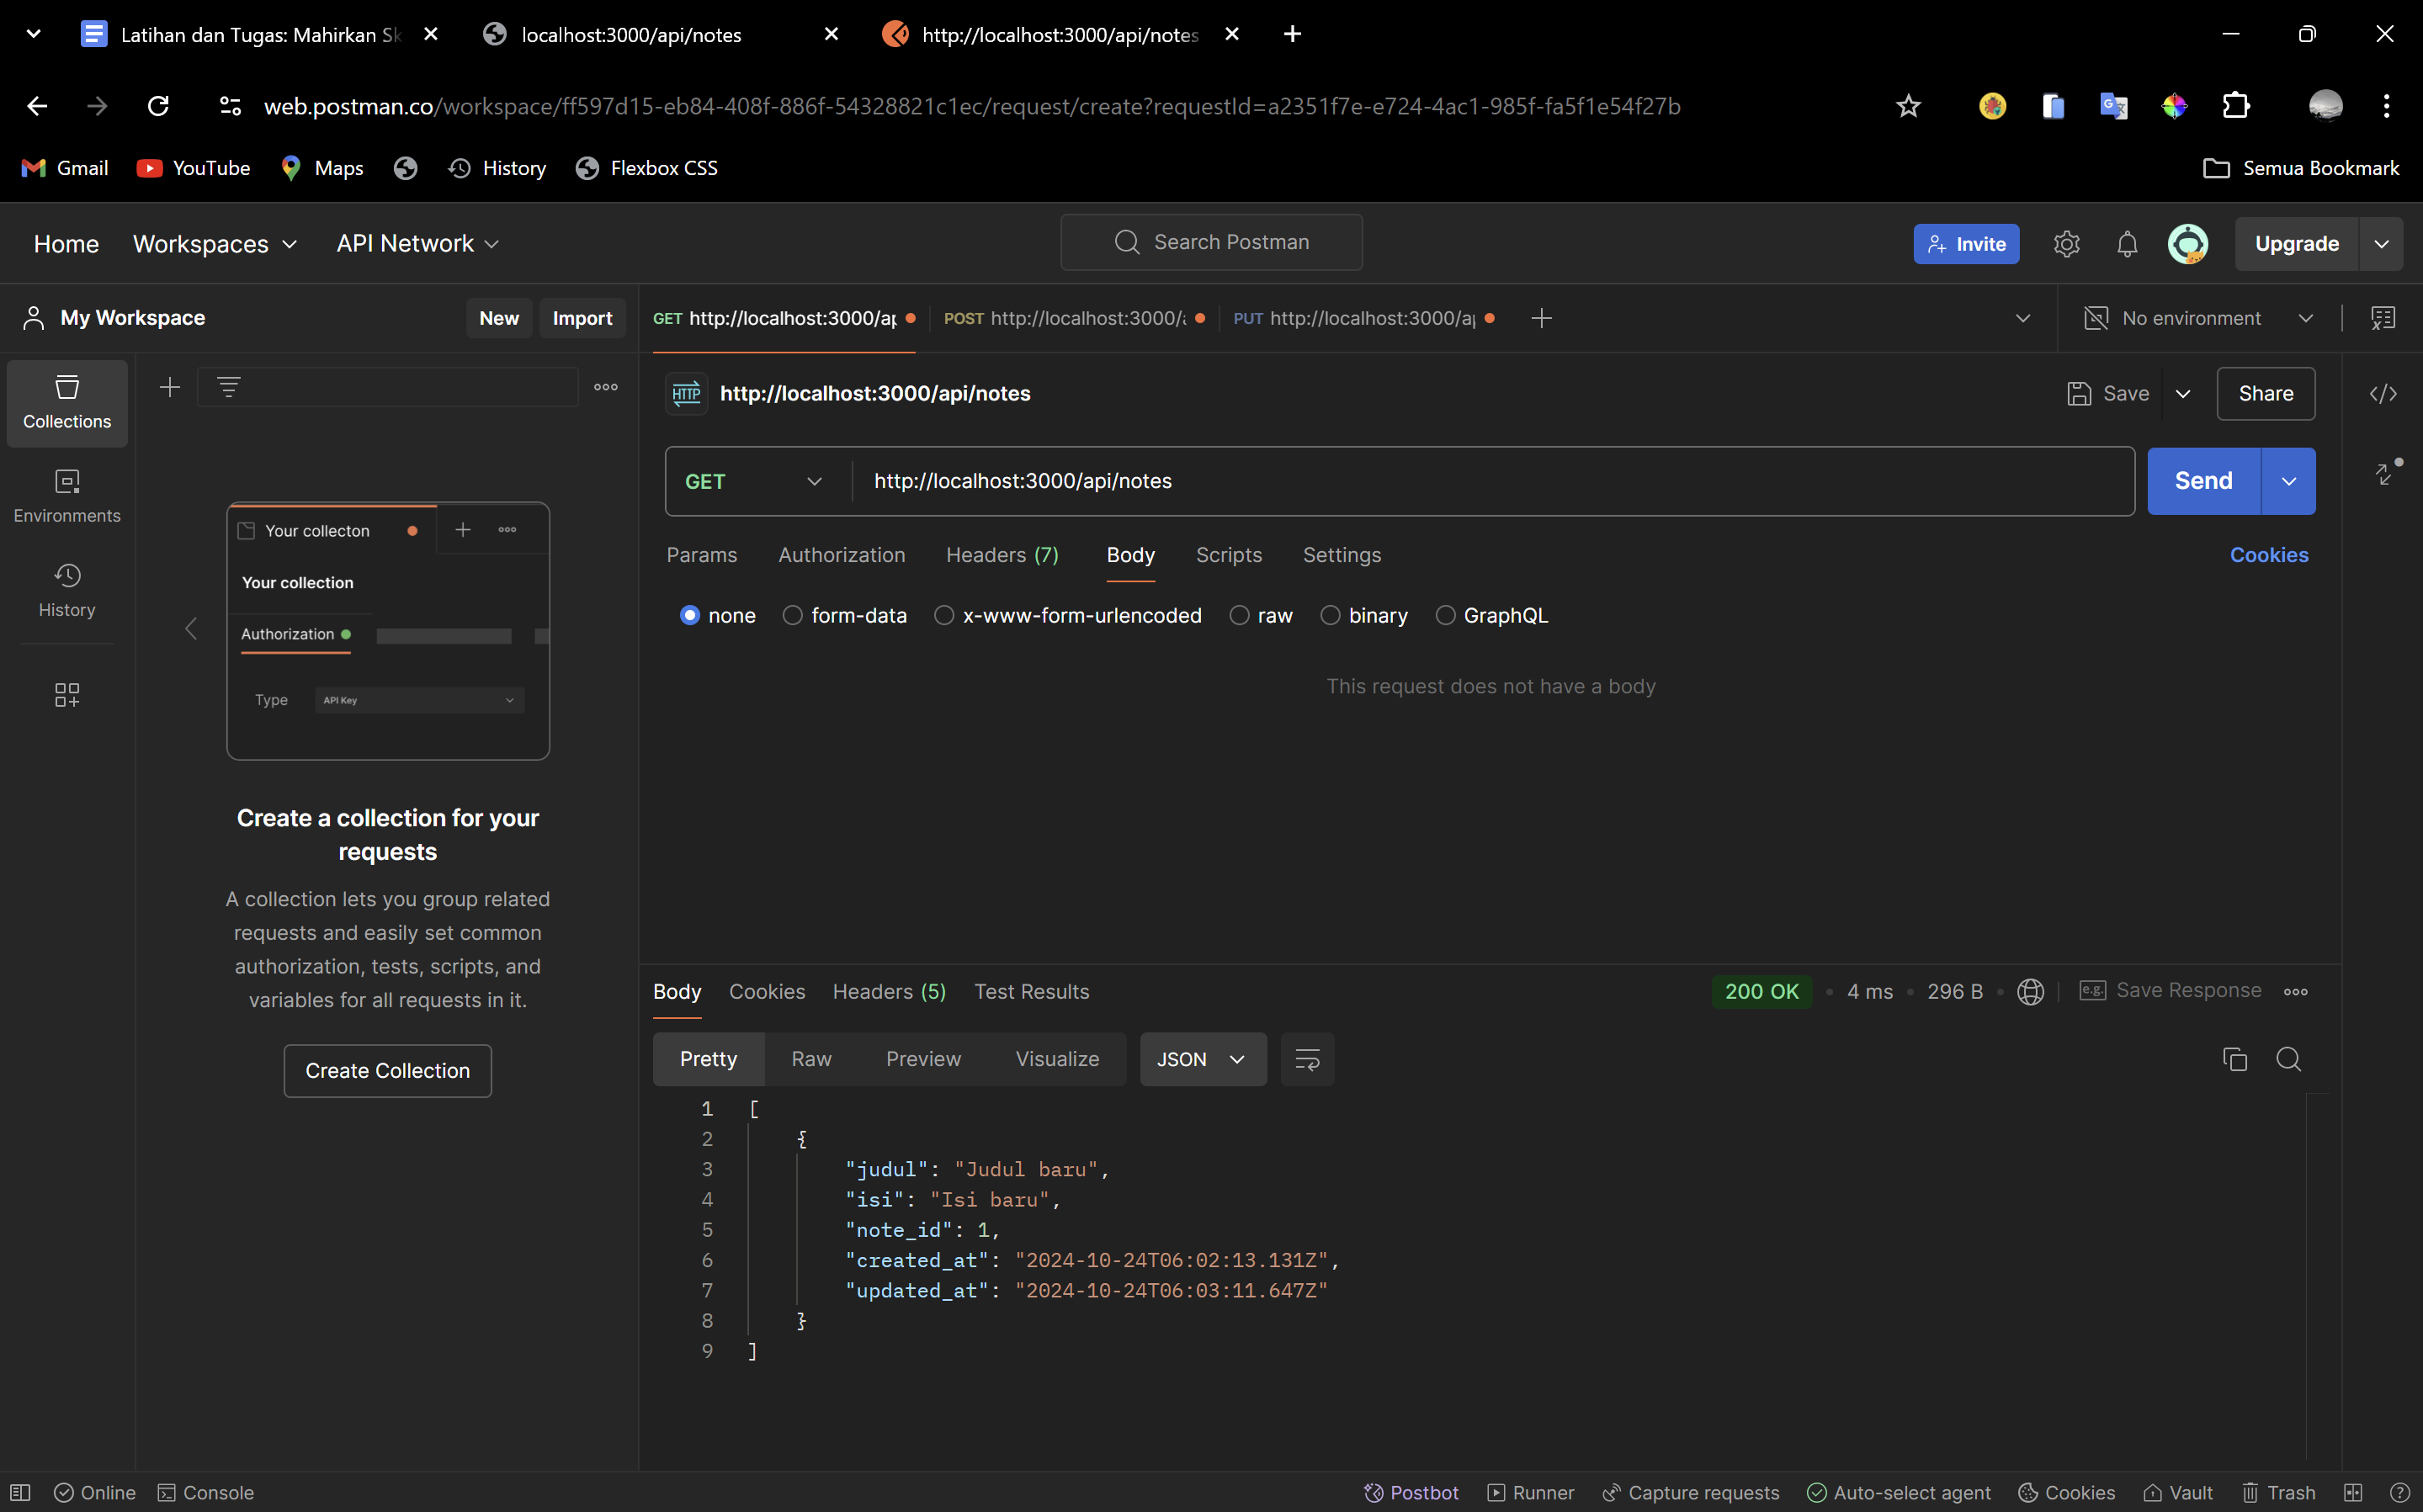 Latihan dan Tugas: Mahirkan Sk
localhost:3000/api/notes
http://localhost:3000/api/notes
web.postman.co/workspace/ff597d15-eb84-408f-886f-54328821c1ec/request/create?requestId=a2351f7e-e724-4ac1-985f-fa5f1e54f27b
Gmail YouTube Maps History Flexbox CSS Semua Bookmark
Home Workspaces API Network Search Postman Invite Upgrade
My Workspace New Import
GET http://localhost:3000/ap POST http://localhost:3000/ PUT http://localhost:3000/ap No environment
Collections
Environments
History
Your collecton
Your collection
Authorization
Type API Key
Create a collection for your
requests
A collection lets you group related
requests and easily set common
authorization, tests, scripts, and
variables for all requests in it.
Create Collection
HTTP http://localhost:3000/api/notes Save Share
GET http://localhost:3000/api/notes Send
Params Authorization Headers (7) Body Scripts Settings Cookies
none form-data x-www-form-urlencoded raw binary GraphQL
This request does not have a body
Body Cookies Headers (5) Test Results 200 OK • 4 ms • 296 B • e.g. Save Response
Pretty Raw Preview Visualize JSON
1 [
2 {
3 "judul": "Judul baru",
4 "isi": "Isi baru",
5 "note_id": 1,
6 "created_at": "2024-10-24T06:02:13.131Z",
7 "updated_at": "2024-10-24T06:03:11.647Z"
8 }
9 ]
Online Console Postbot Runner Capture requests Auto-select agent Cookies Vault Trash